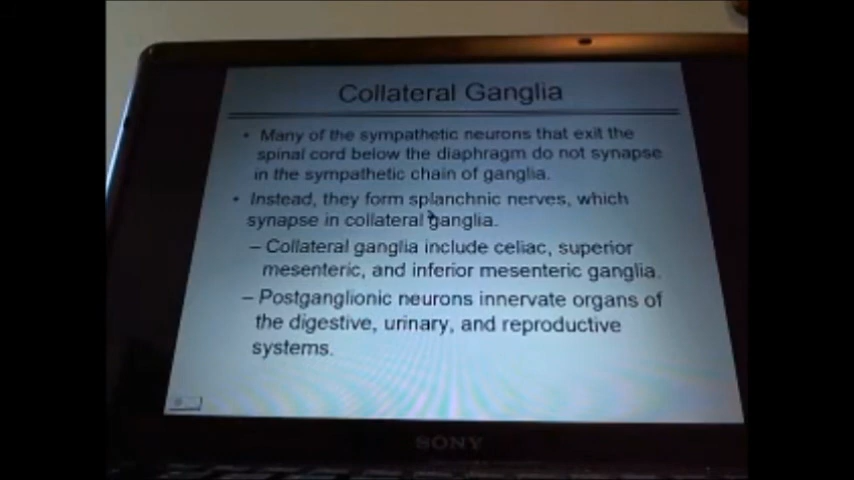 Collateral Ganglia
• Many of the sympathetic neurons that exit the
spinal cord below the diaphragm do not synapse
in the sympathetic chain of ganglia.
• Instead, they form splanchnic nerves, which
synapse in collateral ganglia.
– Collateral ganglia include celiac, superior
mesenteric, and inferior mesenteric ganglia.
– Postganglionic neurons innervate organs of
the digestive, urinary, and reproductive
systems.
SONY